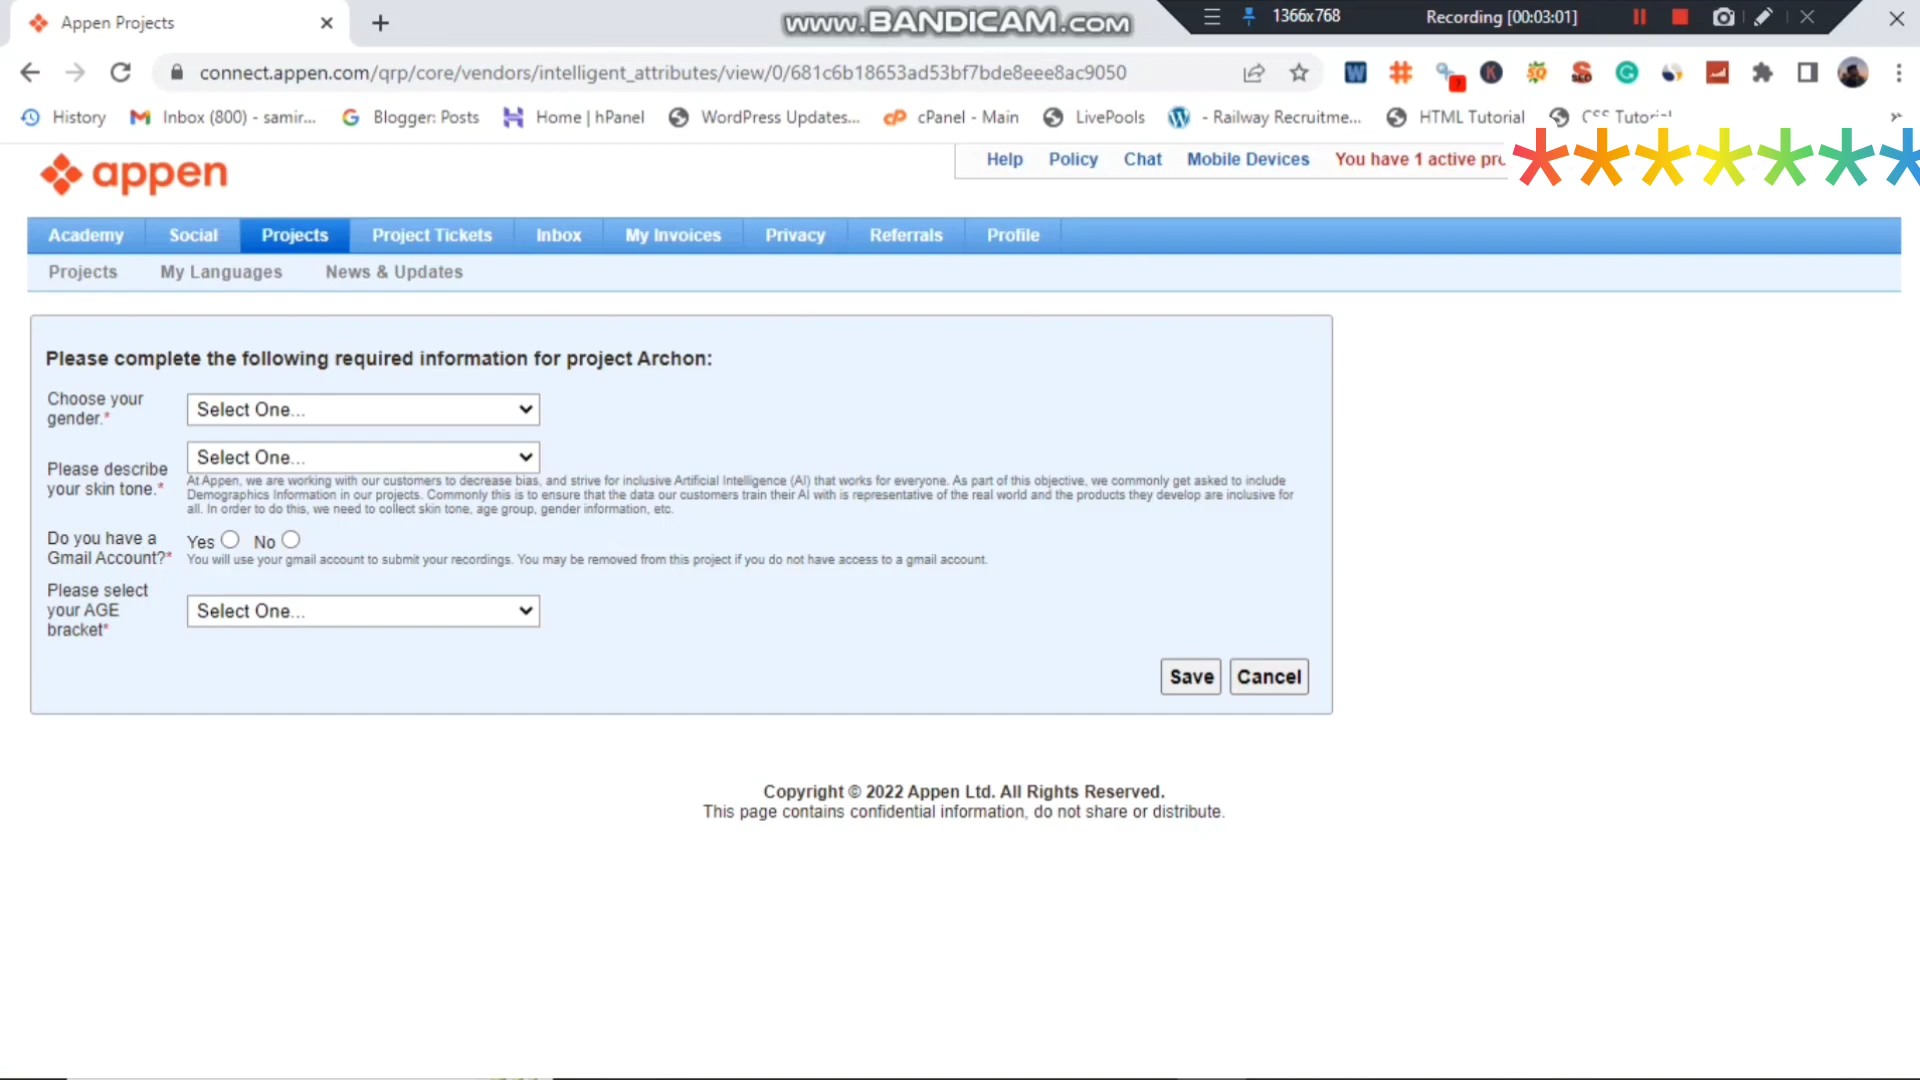 Appen Projects
www.BANDICAM.com
1366x768
Recording [00:03:01]
connect.appen.com/qrp/core/vendors/intelligent_attributes/view/0/681c6b18653ad53bf7bde8eee8ac9050
History
Inbox (800) - samir...
Blogger: Posts
Home | hPanel
WordPress Updates...
cPanel - Main
LivePools
- Railway Recruitme...
HTML Tutorial
CSS Tutorial
appen
Help
Policy
Chat
Mobile Devices
You have 1 active pro
Academy
Social
Projects
Project Tickets
Inbox
My Invoices
Privacy
Referrals
Profile
Projects
My Languages
News & Updates
Please complete the following required information for project Archon:
Choose your
gender.*
Select One...
Please describe
your skin tone.*
Select One...
At Appen, we are working with our customers to decrease bias, and strive for inclusive Artificial Intelligence (AI) that works for everyone. As part of this objective, we commonly get asked to include
Demographics Information in our projects. Commonly this is to ensure that the data our customers train their AI with is representative of the real world and the products they develop are inclusive for
all. In order to do this, we need to collect skin tone, age group, gender information, etc.
Do you have a
Gmail Account?*
Yes No
You will use your gmail account to submit your recordings. You may be removed from this project if you do not have access to a gmail account.
Please select
your AGE
bracket*
Select One...
Save
Cancel
Copyright © 2022 Appen Ltd. All Rights Reserved.
This page contains confidential information, do not share or distribute.